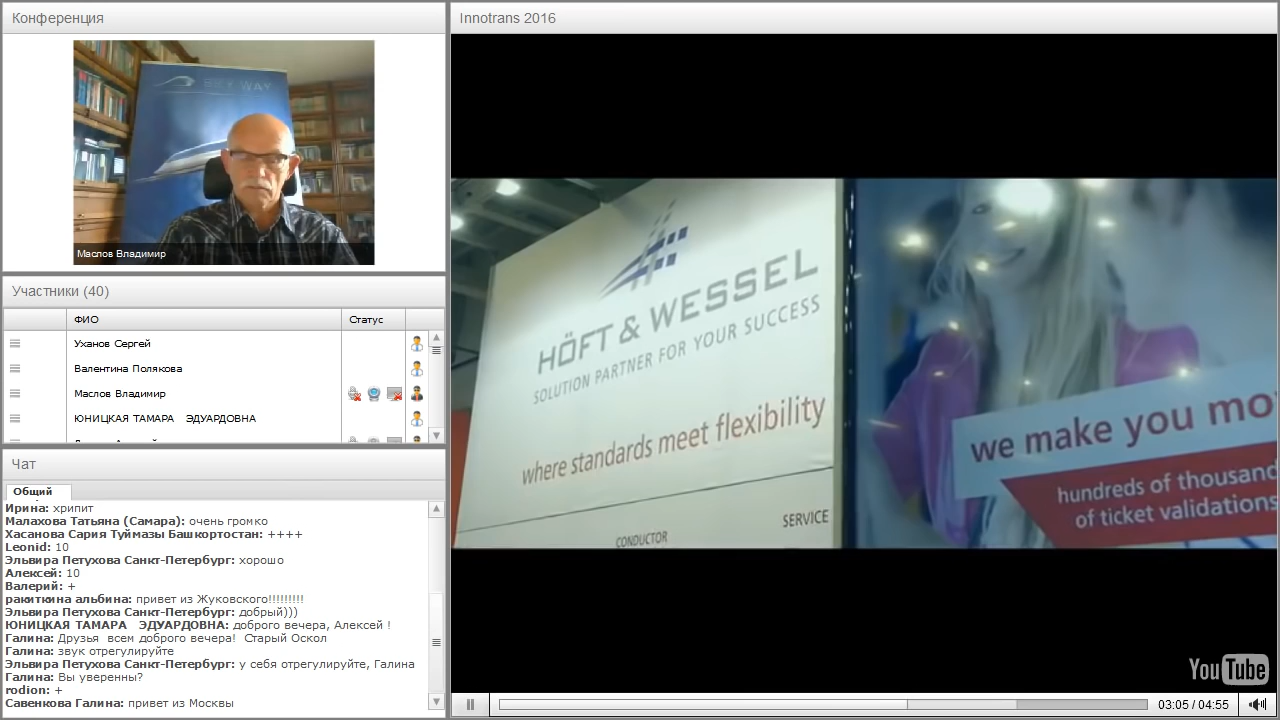 Конференция
SKY WAY
Маслов Владимир
Участники (40)
ФИО
Статус
Уханов Сергей
Валентина Полякова
Маслов Владимир
ЮНИЦКАЯ ТАМАРА ЭДУАРДОВНА
Чат
Общий
Ирина: хрипит
Малахова Татьяна (Самара): очень громко
Хасанова Сария Туймазы Башкортостан: ++++
Leonid: 10
Эльвира Петухова Санкт-Петербург: хорошо
Алексей: 10
Валерий: +
ракиткина альбина: привет из Жуковского!!!!!!!!!
Эльвира Петухова Санкт-Петербург: добрый)))
ЮНИЦКАЯ ТАМАРА ЭДУАРДОВНА: доброго вечера, Алексей !
Галина: Друзья всем доброго вечера! Старый Оскол
Галина: звук отрегулируйте
Эльвира Петухова Санкт-Петербург: у себя отрегулируйте, Галина
Галина: Вы уверенны?
rodion: +
Савенкова Галина: привет из Москвы
Innotrans 2016
HÖFT & WESSEL
SOLUTION PARTNER FOR YOUR SUCCESS
where standards meet flexibility
SERVICE
CONDUCTOR
we make you mo
hundreds of thousand
of ticket validations
YouTube
03:05 / 04:55